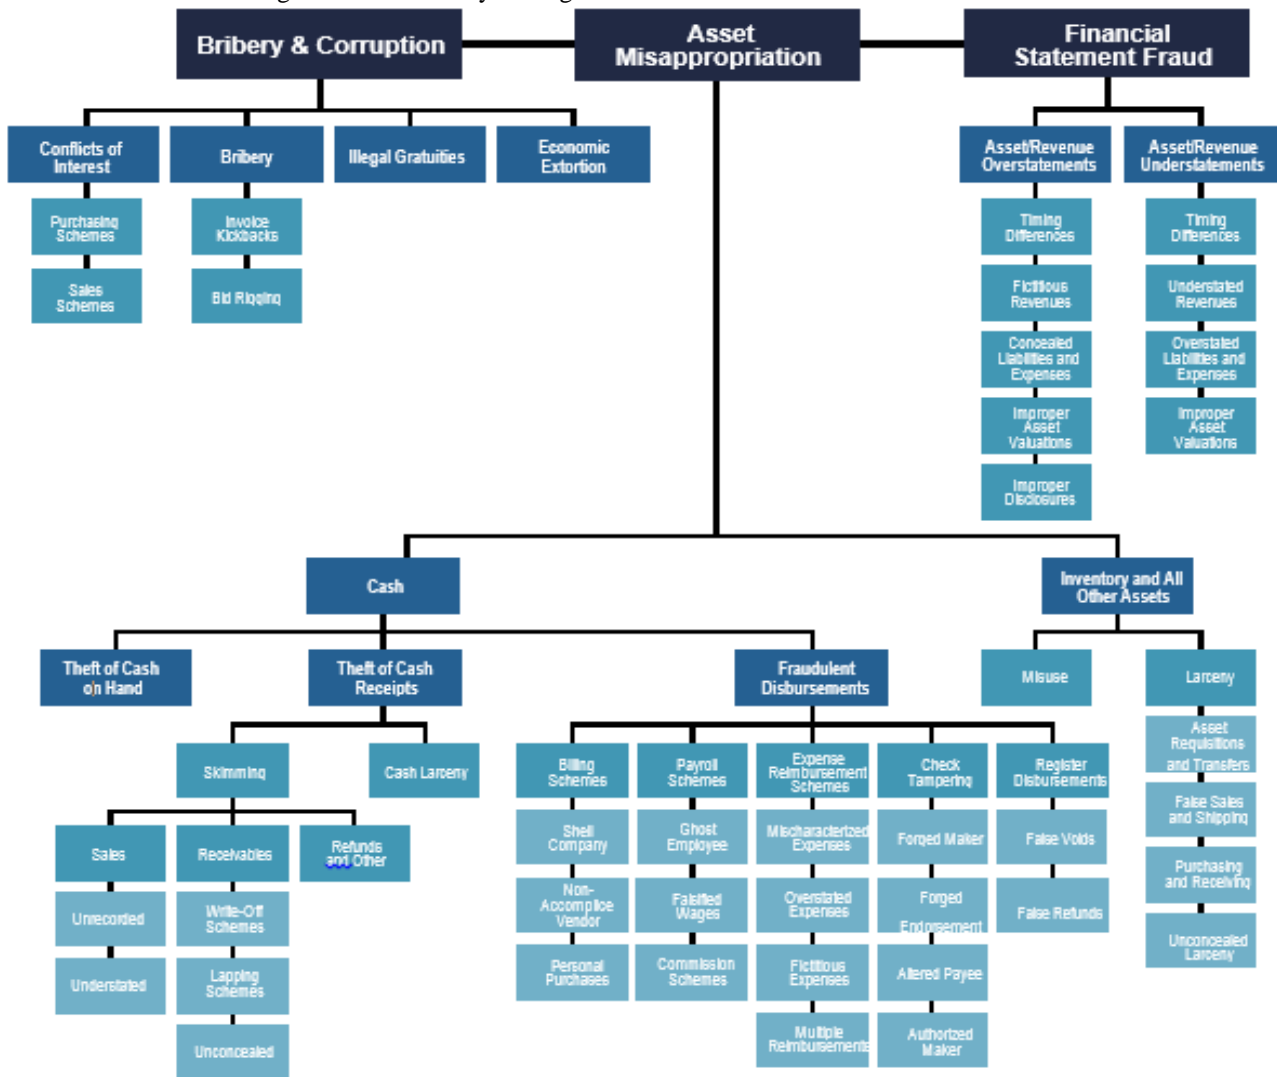 Bribery & Corruption
Asset
Misappropriation
Financial
Statement Fraud
Conflicts of
Interest
Bribery
Illegal Gratuities
Economic
Extortion
Asset/Revenue
Overstatements
Asset/Revenue
Understatements
Purchasing
Schemes
Sales
Schemes
Invoice
Kickbacks
Bid Rigging
Timing
Differences
Fictitious
Revenues
Concealed
Liabilities and
Expenses
Improper
Asset
Valuations
Improper
Disclosures
Timing
Differences
Understated
Revenues
Overstated
Liabilities and
Expenses
Improper
Asset
Valuations
Cash
Inventory and All
Other Assets
Theft of Cash
on Hand
Theft of Cash
Receipts
Fraudulent
Disbursements
Misuse
Larceny
Skimming
Cash Larceny
Sales
Unrecorded
Understated
Receivables
Write-Off
Schemes
Lapping
Schemes
Unconcealed
Refunds
and Other
Billing
Schemes
Shell
Company
Non-
Accomplice
Vendor
Personal
Purchases
Payroll
Schemes
Ghost
Employee
Falsified
Wages
Commission
Schemes
Expense
Reimbursement
Schemes
Mischaracterized
Expenses
Overstated
Expenses
Fictitious
Expenses
Multiple
Reimbursements
Check
Tampering
Forged Maker
Forged
Endorsement
Altered Payee
Authorized
Maker
Register
Disbursements
False Voids
False Refunds
Asset
Requisitions
and Transfers
False Sales
and Shipping
Purchasing
and Receiving
Unconcealed
Larceny